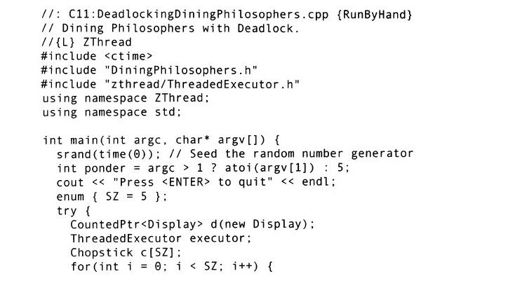 //: C11:DeadlockingDiningPhilosophers.cpp {RunByHand}
// Dining Philosophers with Deadlock.
//{L} ZThread
#include <ctime>
#include "DiningPhilosophers.h"
#include "zthread/ThreadedExecutor.h"
using namespace ZThread;
using namespace std;

int main(int argc, char* argv[]) {
  srand(time(0)); // Seed the random number generator
  int ponder = argc > 1 ? atoi(argv[1]) : 5;
  cout << "Press <ENTER> to quit" << endl;
  enum { SZ = 5 };
  try {
    CountedPtr<Display> d(new Display);
    ThreadedExecutor executor;
    Chopstick c[SZ];
    for(int i = 0; i < SZ; i++) {